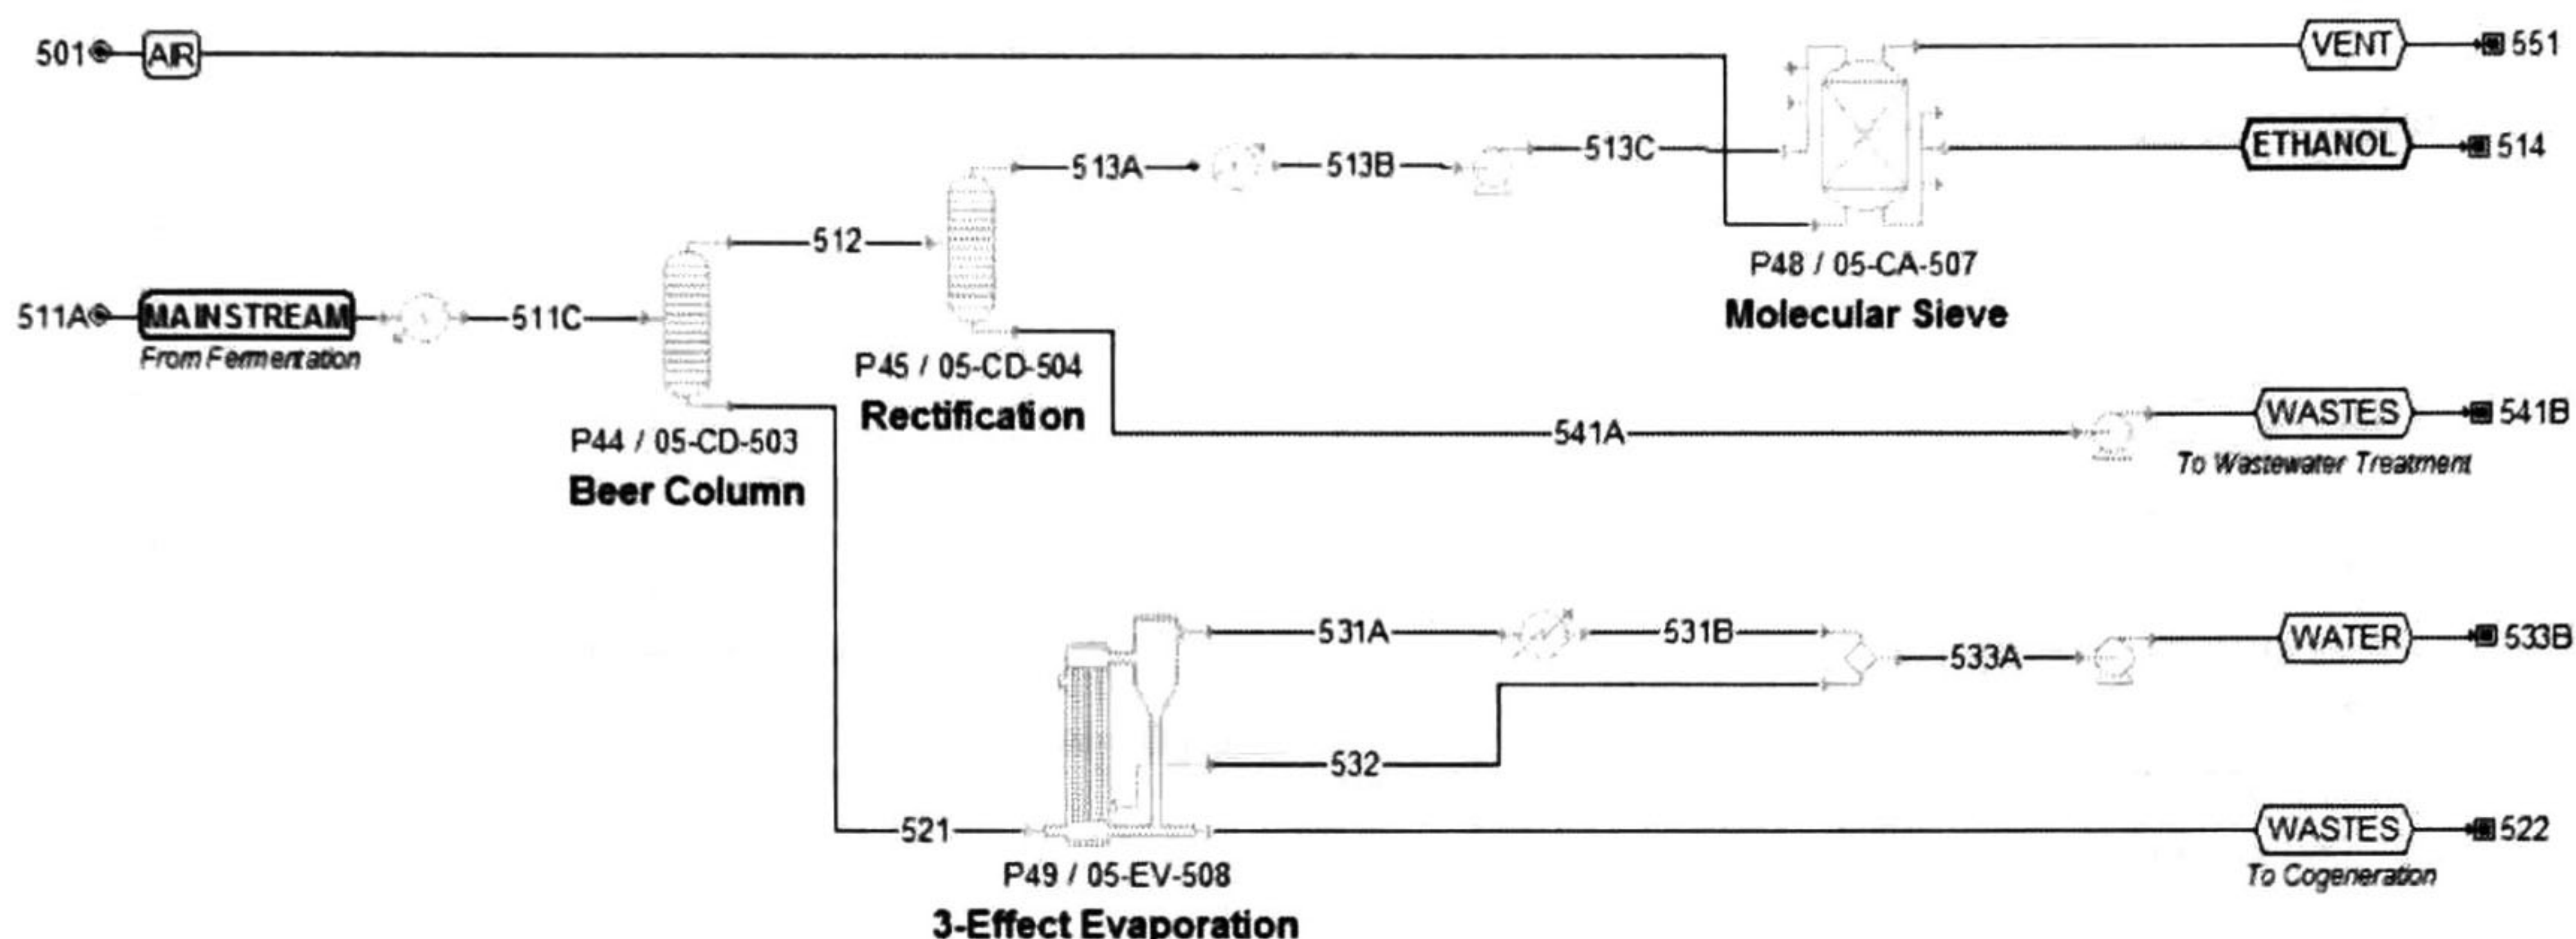 501 AIR VENT 551
513A 513B 513C ETHANOL 514
512
P48 / 05-CA-507
Molecular Sieve
511A MAINSTREAM 511C
From Fermentation
P45 / 05-CD-504
Rectification
541A WASTES 541B
To Wastewater Treatment
P44 / 05-CD-503
Beer Column
531A 531B 533A WATER 533B
532
521 WASTES 522
To Cogeneration
P49 / 05-EV-508
3-Effect Evaporation